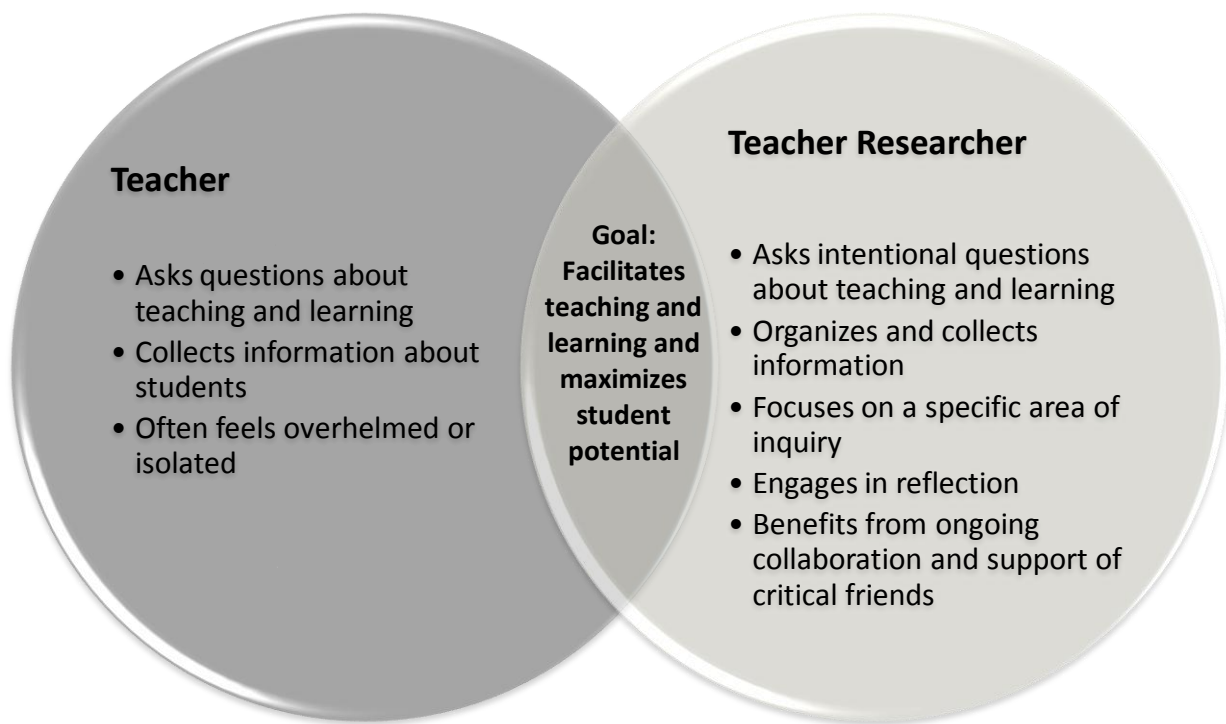 Teacher
• Asks questions about
teaching and learning
• Collects information about
students
• Often feels overhelmed or
isolated
Goal:
Facilitates
teaching and
learning and
maximizes
student
potential
Teacher Researcher
• Asks intentional questions
about teaching and learning
• Organizes and collects
information
• Focuses on a specific area of
inquiry
• Engages in reflection
• Benefits from ongoing
collaboration and support of
critical friends